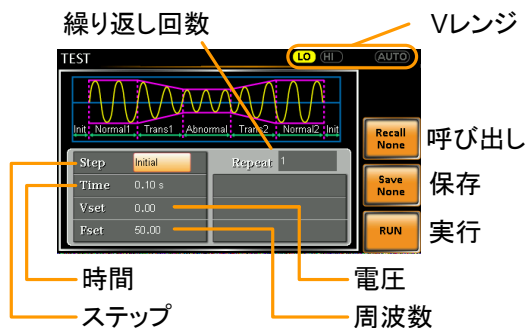 繰り返し回数
Vレンジ
TEST
LO HI AUTO
Init Normal1 Trans1 Abnormal Trans2 Normal2 Init
Recall None
呼び出し
Step Initial Repeat 1
Time 0.10 s
Save None
保存
Vset 0.00
Fset 50.00
RUN
実行
時間
電圧
ステップ
周波数